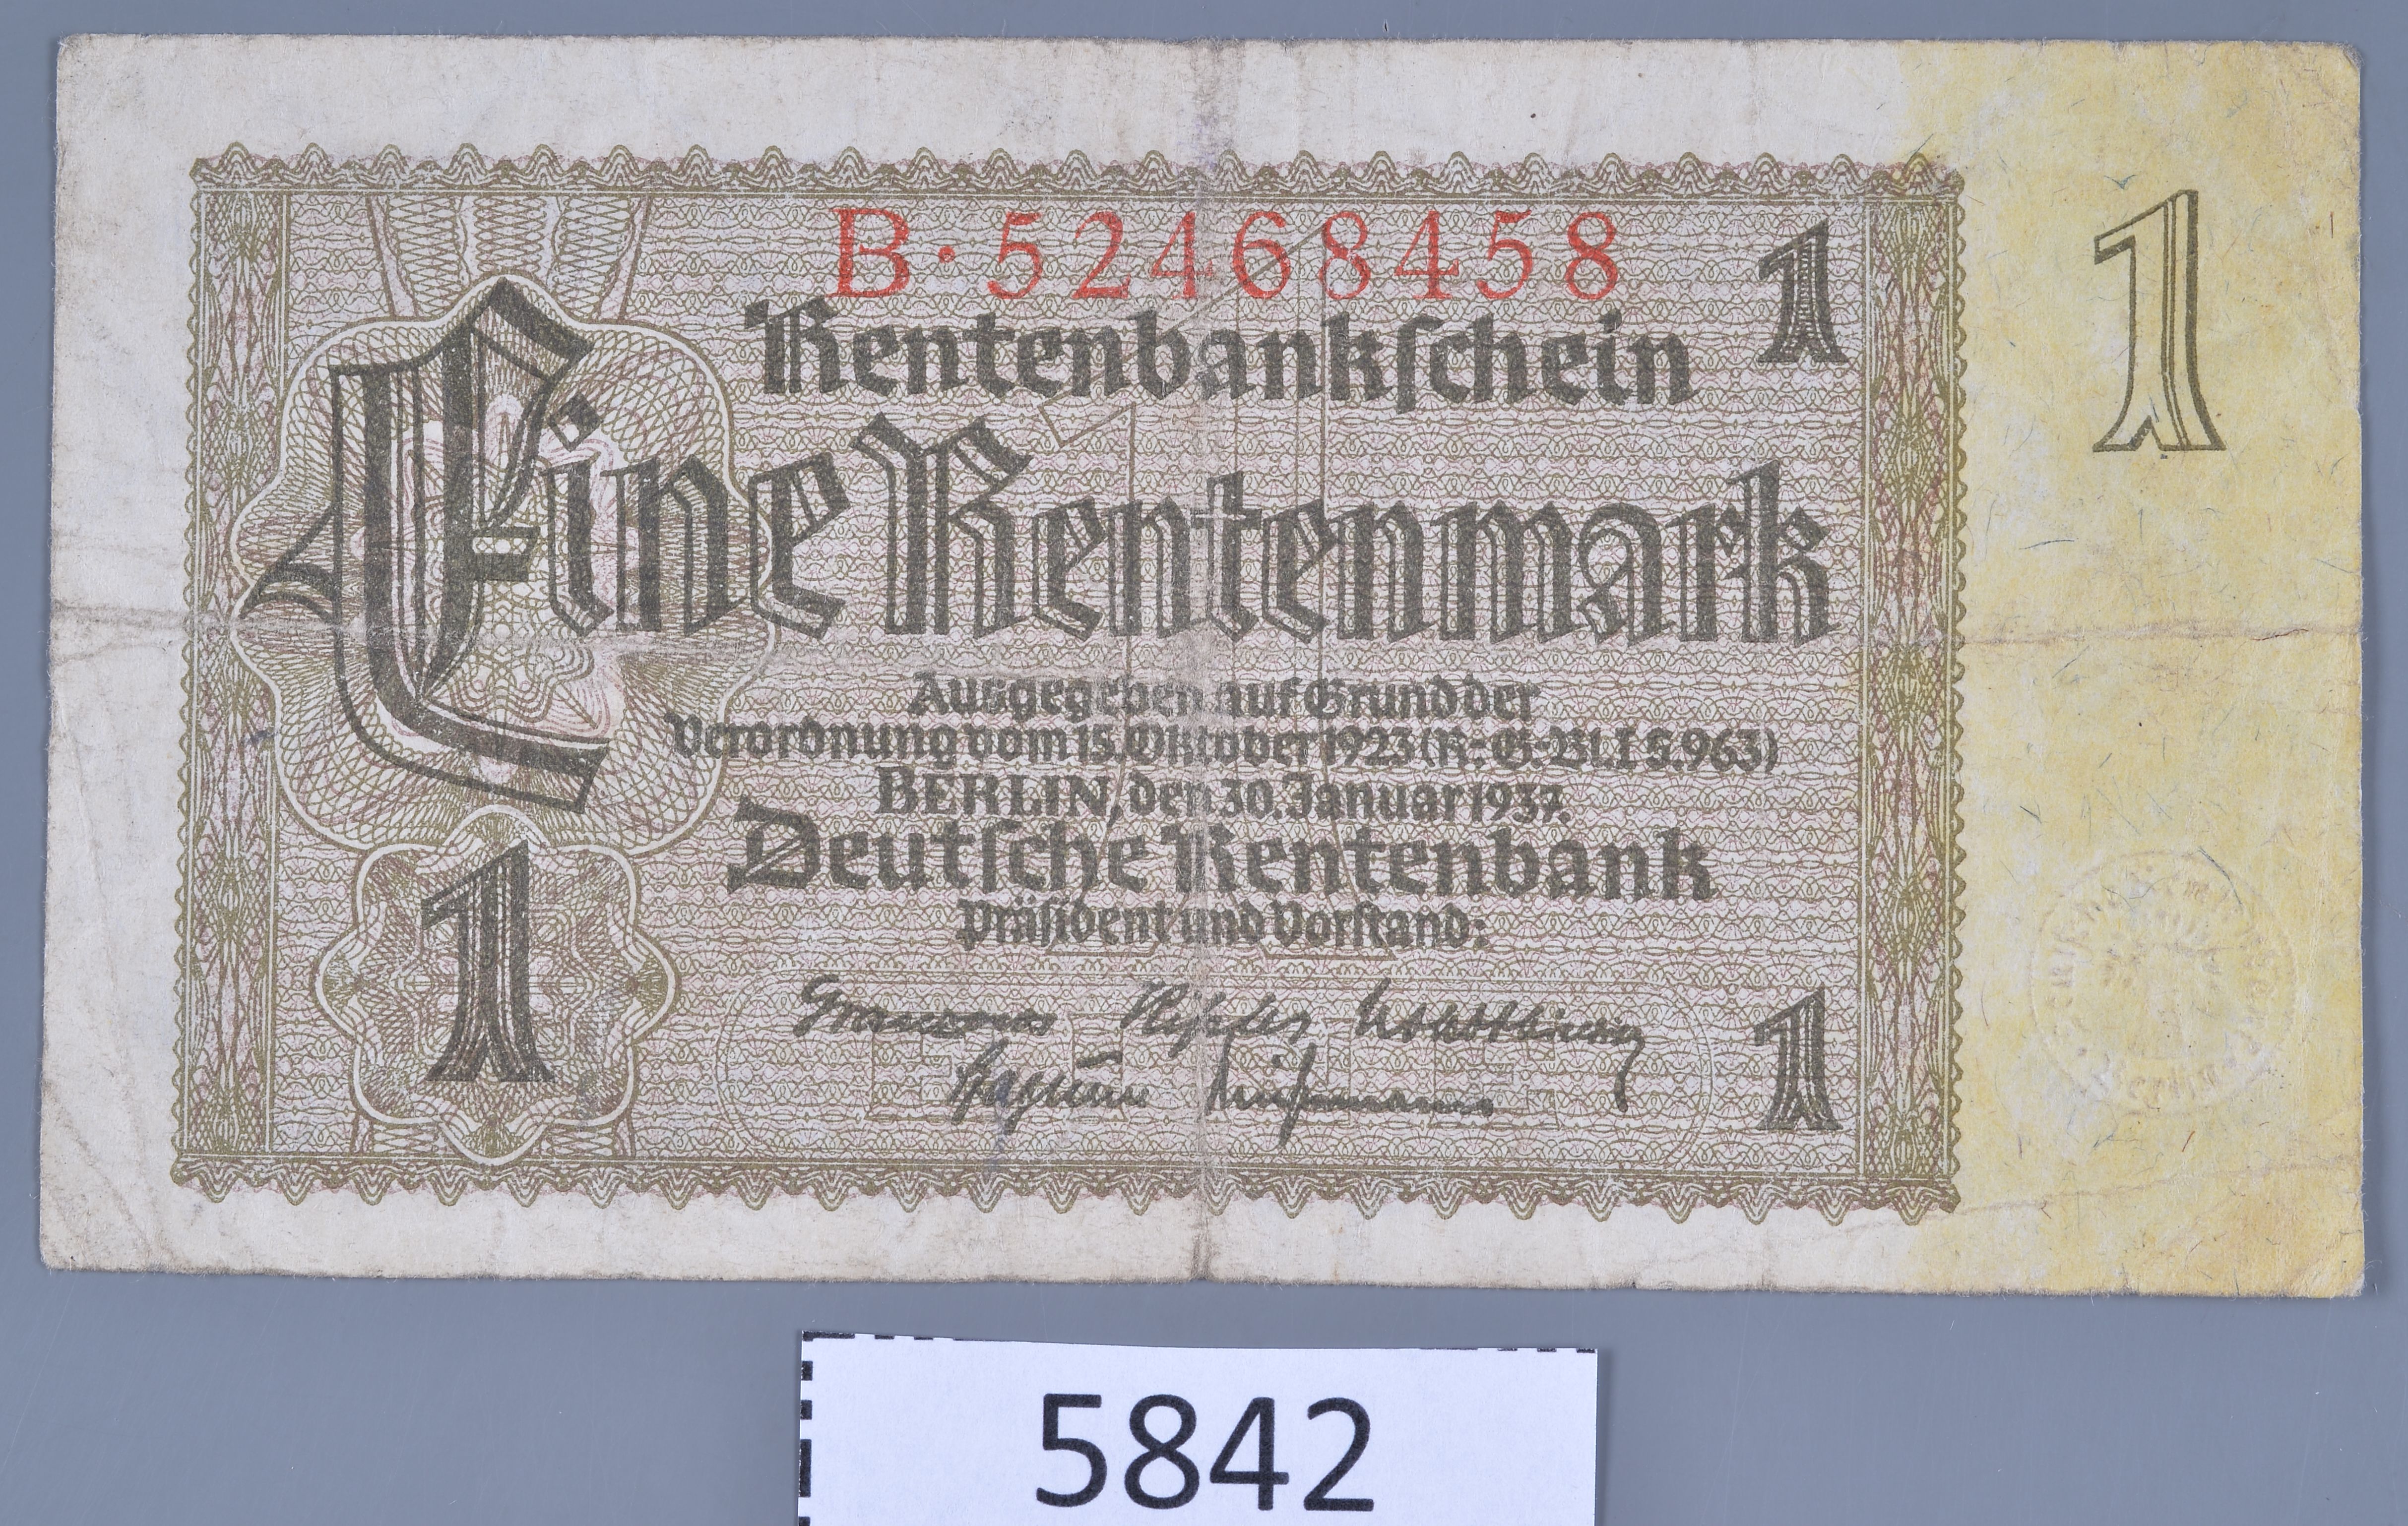 B·52468458
1
1
Rentenbankschein
Eine Rentenmark
Ausgegeben auf Grund der
Verordnung vom 15. Oktober 1923 (R.-G.-Bl. I S. 963)
BERLIN, den 30. Januar 1937.
Deutsche Rentenbank
Präsident und Vorstand:
1
1
5842